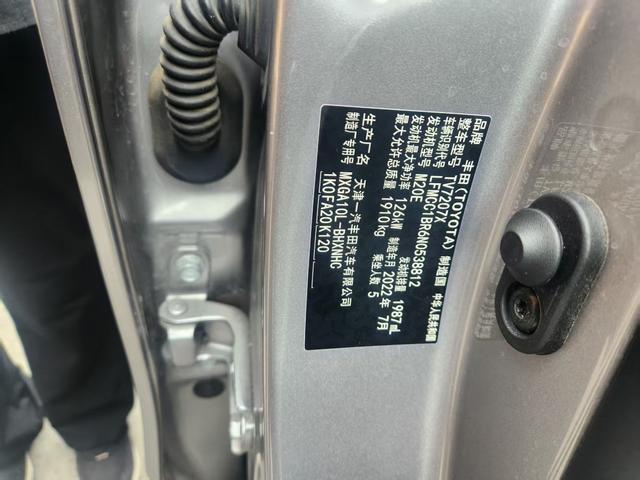 品牌 丰田(TOYOTA) 制造国 中华人民共和国
整车型号 TV7207X
车辆识别代号 LFMCG1BR6N0538812
发动机型号 M20E 发动机排量 1987mL
发动机最大净功率 126kW 制造年月 2022年 7月
最大允许总质量 1910kg 乘坐人数 5
生产厂名 天津一汽丰田汽车有限公司
制造厂专用号 MXGA10L-BHXNHC
1K0FA20K120